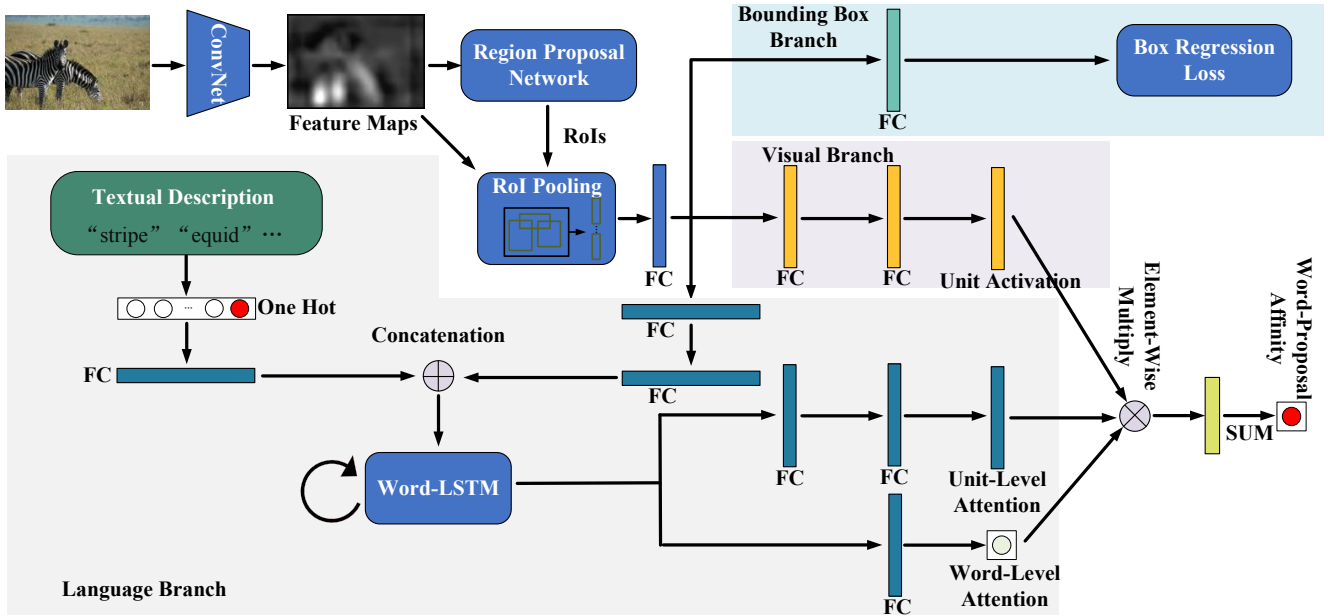 ConvNet
Feature Maps
Region Proposal
Network
RoIs
RoI Pooling
FC
Bounding Box
Branch
FC
Box Regression
Loss
Visual Branch
FC
FC
Unit Activation
Textual Description
“stripe” “equid” ···
One Hot
...
FC
Concatenation
FC
FC
Word-LSTM
FC
FC
Unit-Level
Attention
FC
Word-Level
Attention
Element-Wise
Multiply
SUM
Word-Proposal
Affinity
Language Branch